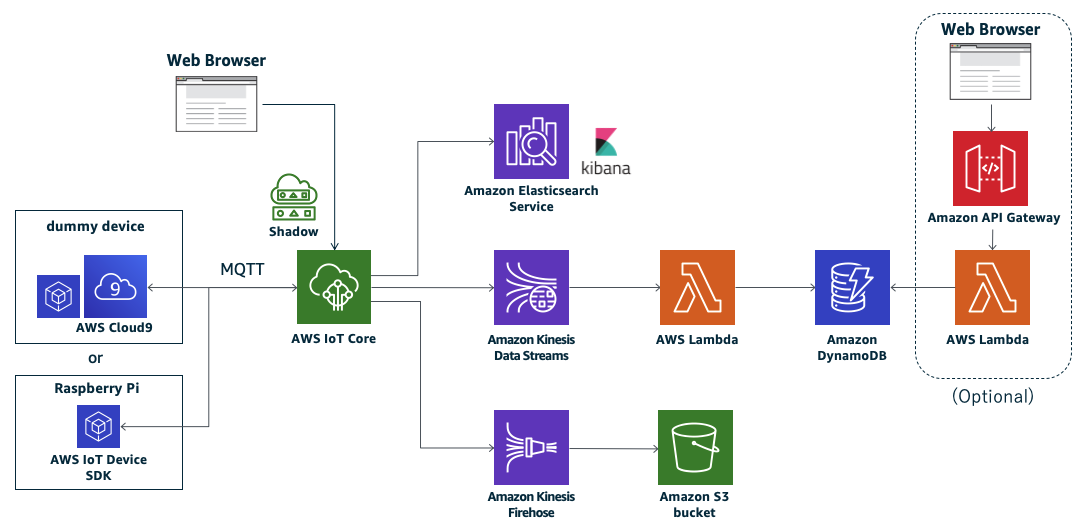 Web Browser
Web Browser
kibana
Amazon Elasticsearch
Service
Amazon API Gateway
Shadow
dummy device
MQTT
9
AWS Cloud9
AWS IoT Core
Amazon Kinesis
Data Streams
AWS Lambda
Amazon
DynamoDB
AWS Lambda
or
Raspberry Pi
(Optional)
AWS IoT Device
SDK
Amazon Kinesis
Firehose
Amazon S3
bucket